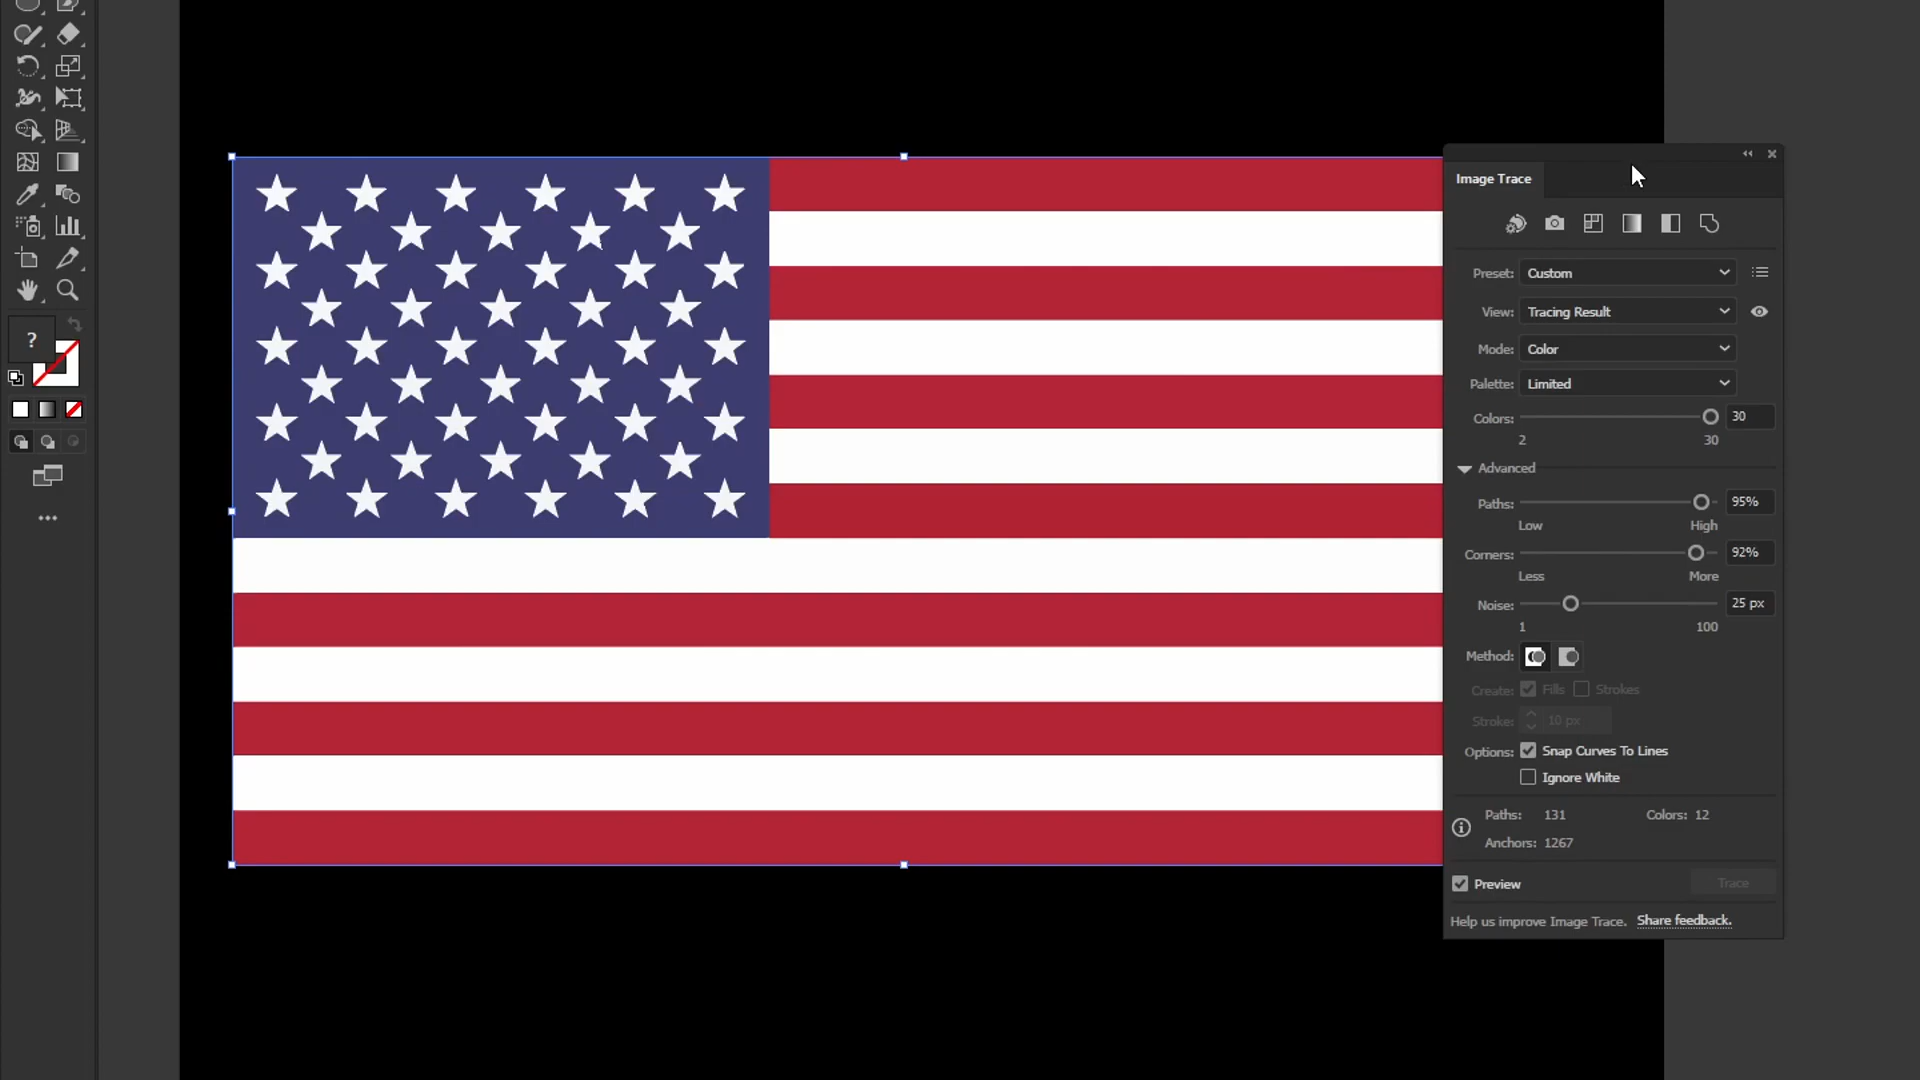 Image Trace
Preset: Custom
View: Tracing Result
Mode: Color
Palette: Limited
Colors: 30
2 30
Advanced
Paths: 95%
Low High
Corners: 92%
Less More
Noise: 25 px
1 100
Method:
Create: Fills Strokes
Stroke: 10 px
Options: Snap Curves To Lines
Ignore White
Paths: 131 Colors: 12
Anchors: 1267
Preview Trace
Help us improve Image Trace. Share feedback.
?